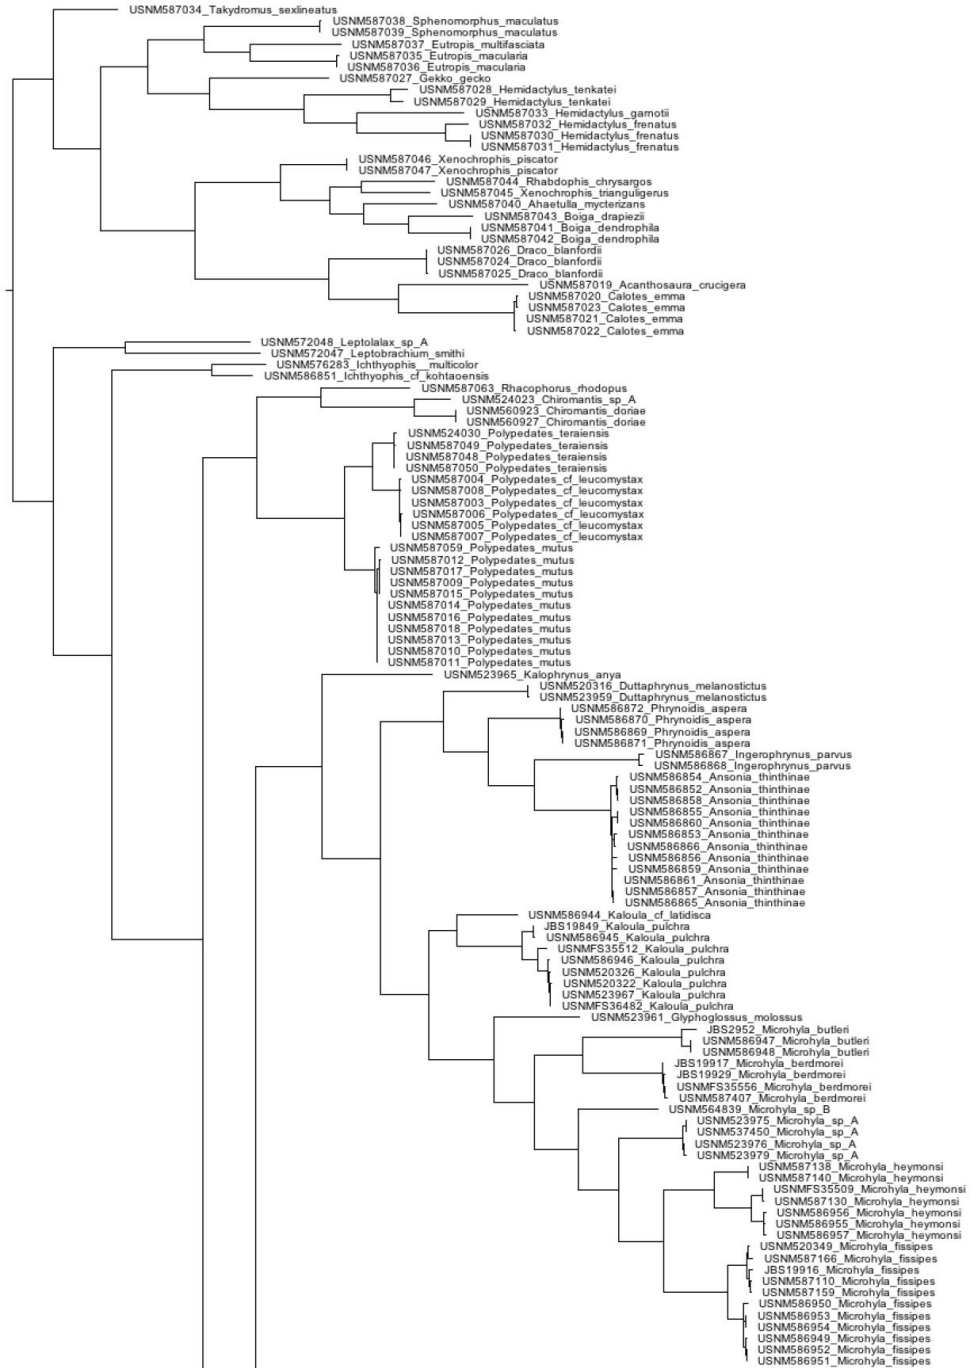 USNM587034_Takydromus_sexlineatus
USNM587038_Sphenomorphus_maculatus
USNM587039_Sphenomorphus_maculatus
USNM587037_Eutropis_multifasciata
USNM587035_Eutropis_macularia
USNM587036_Eutropis_macularia
USNM587027_Gekko_gecko
USNM587028_Hemidactylus_tenkatei
USNM587029_Hemidactylus_tenkatei
USNM587033_Hemidactylus_garnotii
USNM587032_Hemidactylus_frenatus
USNM587030_Hemidactylus_frenatus
USNM587031_Hemidactylus_frenatus
USNM587046_Xenochrophis_piscator
USNM587047_Xenochrophis_piscator
USNM587044_Rhabdophis_chrysargos
USNM587045_Xenochrophis_trianguligerus
USNM587040_Ahaetulla_mycterizans
USNM587043_Boiga_drapiezii
USNM587041_Boiga_dendrophila
USNM587042_Boiga_dendrophila
USNM587026_Draco_blanfordii
USNM587024_Draco_blanfordii
USNM587025_Draco_blanfordii
USNM587019_Acanthosaura_crucigera
USNM587020_Calotes_emma
USNM587023_Calotes_emma
USNM587021_Calotes_emma
USNM587022_Calotes_emma
USNM572048_Leptolalax_sp_A
USNM572047_Leptobrachium_smithi
USNM576283_Ichthyophis__multicolor
USNM586851_Ichthyophis_cf_kohtaoensis
USNM587063_Rhacophorus_rhodopus
USNM524023_Chiromantis_sp_A
USNM560923_Chiromantis_doriae
USNM560927_Chiromantis_doriae
USNM524030_Polypedates_teraiensis
USNM587049_Polypedates_teraiensis
USNM587048_Polypedates_teraiensis
USNM587050_Polypedates_teraiensis
USNM587004_Polypedates_cf_leucomystax
USNM587008_Polypedates_cf_leucomystax
USNM587003_Polypedates_cf_leucomystax
USNM587006_Polypedates_cf_leucomystax
USNM587005_Polypedates_cf_leucomystax
USNM587007_Polypedates_cf_leucomystax
USNM587059_Polypedates_mutus
USNM587012_Polypedates_mutus
USNM587017_Polypedates_mutus
USNM587009_Polypedates_mutus
USNM587015_Polypedates_mutus
USNM587014_Polypedates_mutus
USNM587016_Polypedates_mutus
USNM587018_Polypedates_mutus
USNM587013_Polypedates_mutus
USNM587010_Polypedates_mutus
USNM587011_Polypedates_mutus
USNM523965_Kalophrynus_anya
USNM520316_Duttaphrynus_melanostictus
USNM523959_Duttaphrynus_melanostictus
USNM586872_Phrynoidis_aspera
USNM586870_Phrynoidis_aspera
USNM586869_Phrynoidis_aspera
USNM586871_Phrynoidis_aspera
USNM586867_Ingerophrynus_parvus
USNM586868_Ingerophrynus_parvus
USNM586854_Ansonia_thinthinae
USNM586852_Ansonia_thinthinae
USNM586858_Ansonia_thinthinae
USNM586855_Ansonia_thinthinae
USNM586860_Ansonia_thinthinae
USNM586853_Ansonia_thinthinae
USNM586866_Ansonia_thinthinae
USNM586856_Ansonia_thinthinae
USNM586859_Ansonia_thinthinae
USNM586861_Ansonia_thinthinae
USNM586857_Ansonia_thinthinae
USNM586865_Ansonia_thinthinae
USNM586944_Kaloula_cf_latidisca
JBS19849_Kaloula_pulchra
USNM586945_Kaloula_pulchra
USNMFS35512_Kaloula_pulchra
USNM586946_Kaloula_pulchra
USNM520326_Kaloula_pulchra
USNM520322_Kaloula_pulchra
USNM523967_Kaloula_pulchra
USNMFS36482_Kaloula_pulchra
USNM523961_Glyphoglossus_molossus
JBS2952_Microhyla_butleri
USNM586947_Microhyla_butleri
USNM586948_Microhyla_butleri
JBS19917_Microhyla_berdmorei
JBS19929_Microhyla_berdmorei
USNMFS35556_Microhyla_berdmorei
USNM587407_Microhyla_berdmorei
USNM564839_Microhyla_sp_B
USNM523975_Microhyla_sp_A
USNM537450_Microhyla_sp_A
USNM523976_Microhyla_sp_A
USNM523979_Microhyla_sp_A
USNM587138_Microhyla_heymonsi
USNM587140_Microhyla_heymonsi
USNMFS35509_Microhyla_heymonsi
USNM587130_Microhyla_heymonsi
USNM586956_Microhyla_heymonsi
USNM586955_Microhyla_heymonsi
USNM586957_Microhyla_heymonsi
USNM520349_Microhyla_fissipes
USNM587166_Microhyla_fissipes
JBS19916_Microhyla_fissipes
USNM587110_Microhyla_fissipes
USNM587159_Microhyla_fissipes
USNM586950_Microhyla_fissipes
USNM586953_Microhyla_fissipes
USNM586954_Microhyla_fissipes
USNM586949_Microhyla_fissipes
USNM586952_Microhyla_fissipes
USNM586951_Microhyla_fissipes